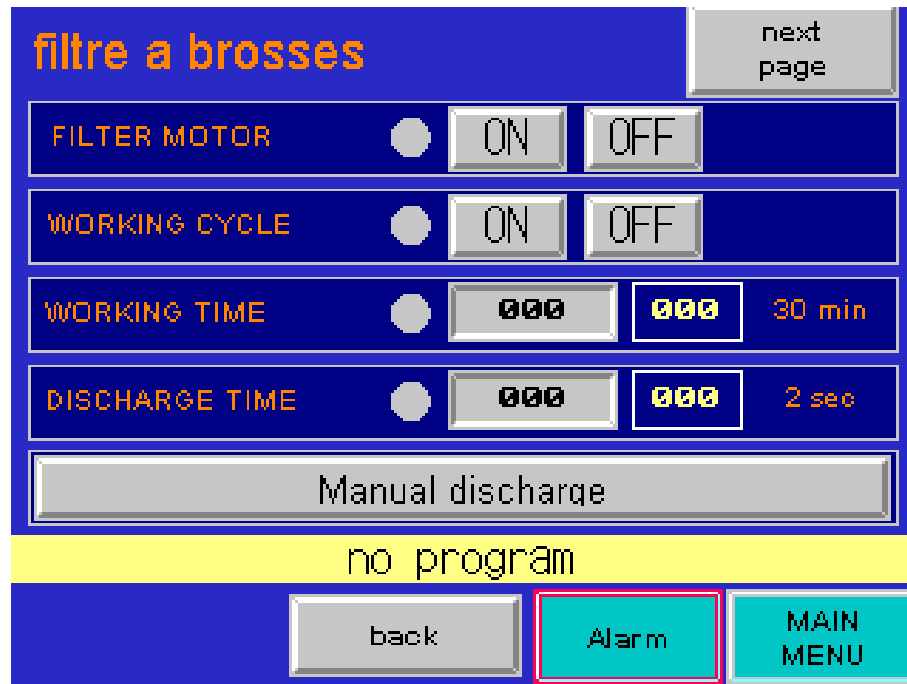 filtre a brosses
next
page
FILTER MOTOR ON OFF
WORKING CYCLE ON OFF
WORKING TIME 000 000 30 min
DISCHARGE TIME 000 000 2 sec
Manual discharge
no program
back
Alarm
MAIN
MENU